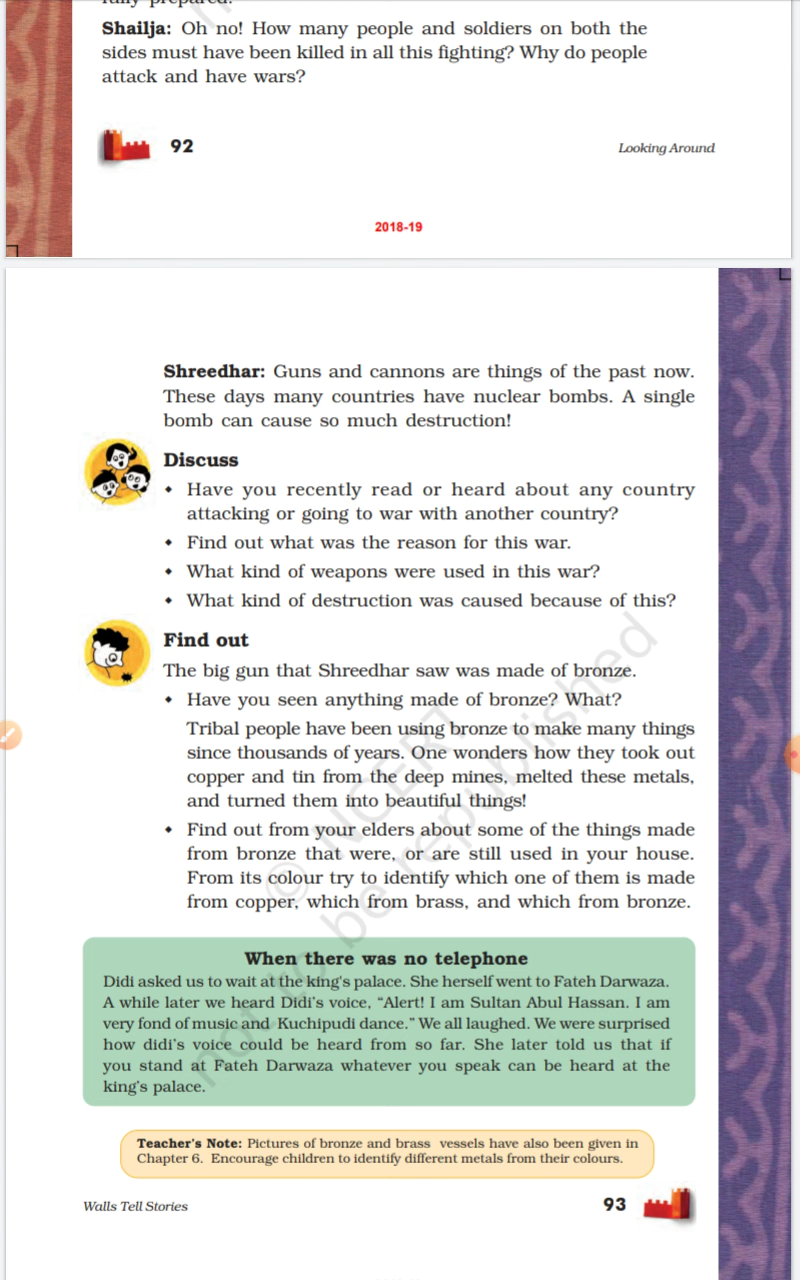 fully prepared.
Shailja: Oh no! How many people and soldiers on both the
sides must have been killed in all this fighting? Why do people
attack and have wars?
92
Looking Around
2018-19
Shreedhar: Guns and cannons are things of the past now.
These days many countries have nuclear bombs. A single
bomb can cause so much destruction!
Discuss
• Have you recently read or heard about any country
attacking or going to war with another country?
• Find out what was the reason for this war.
• What kind of weapons were used in this war?
• What kind of destruction was caused because of this?
Find out
The big gun that Shreedhar saw was made of bronze.
• Have you seen anything made of bronze? What?
Tribal people have been using bronze to make many things
since thousands of years. One wonders how they took out
copper and tin from the deep mines, melted these metals,
and turned them into beautiful things!
• Find out from your elders about some of the things made
from bronze that were, or are still used in your house.
From its colour try to identify which one of them is made
from copper, which from brass, and which from bronze.
© NCERT
not to be republished
When there was no telephone
Didi asked us to wait at the king's palace. She herself went to Fateh Darwaza.
A while later we heard Didi's voice, "Alert! I am Sultan Abul Hassan. I am
very fond of music and Kuchipudi dance." We all laughed. We were surprised
how didi's voice could be heard from so far. She later told us that if
you stand at Fateh Darwaza whatever you speak can be heard at the
king's palace.
Teacher's Note: Pictures of bronze and brass vessels have also been given in
Chapter 6. Encourage children to identify different metals from their colours.
Walls Tell Stories
93